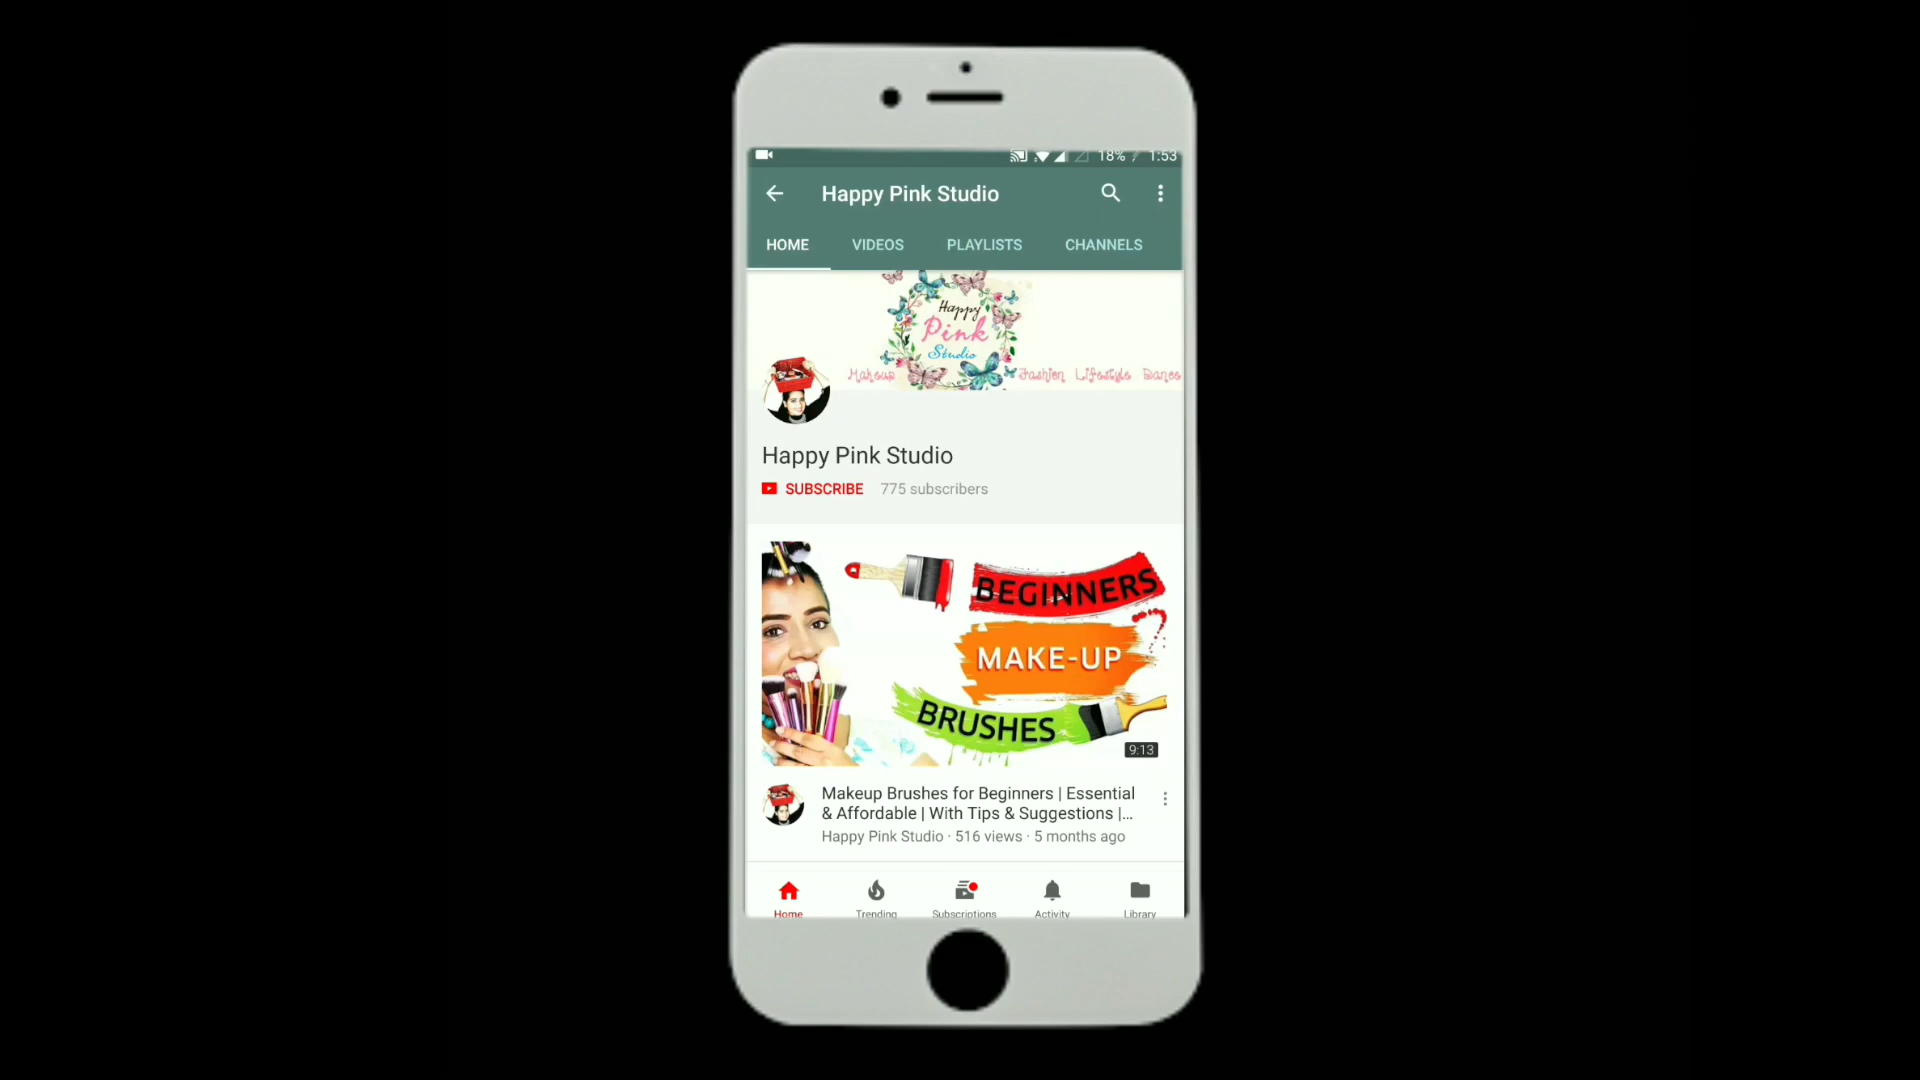 18% 1:53
Happy Pink Studio
HOME VIDEOS PLAYLISTS CHANNELS
Happy
Pink
Studio
Makeup Fashion Lifestyle Dance
Happy Pink Studio
SUBSCRIBE 775 subscribers
BEGINNERS
MAKE-UP
BRUSHES
9:13
Makeup Brushes for Beginners | Essential
& Affordable | With Tips & Suggestions |...
Happy Pink Studio · 516 views · 5 months ago
Home Trending Subscriptions Activity Library